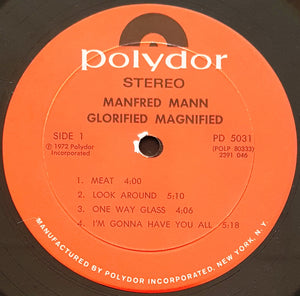 polydor
STEREO
MANFRED MANN
GLORIFIED MAGNIFIED
SIDE 1
PD 5031
℗ 1972 Polydor
Incorporated
(POLP 80333)
2391 046
1. MEAT 4:00
2. LOOK AROUND 5:10
3. ONE WAY GLASS 4:06
4. I'M GONNA HAVE YOU ALL 5:18
MANUFACTURED BY POLYDOR INCORPORATED, NEW YORK, N.Y.